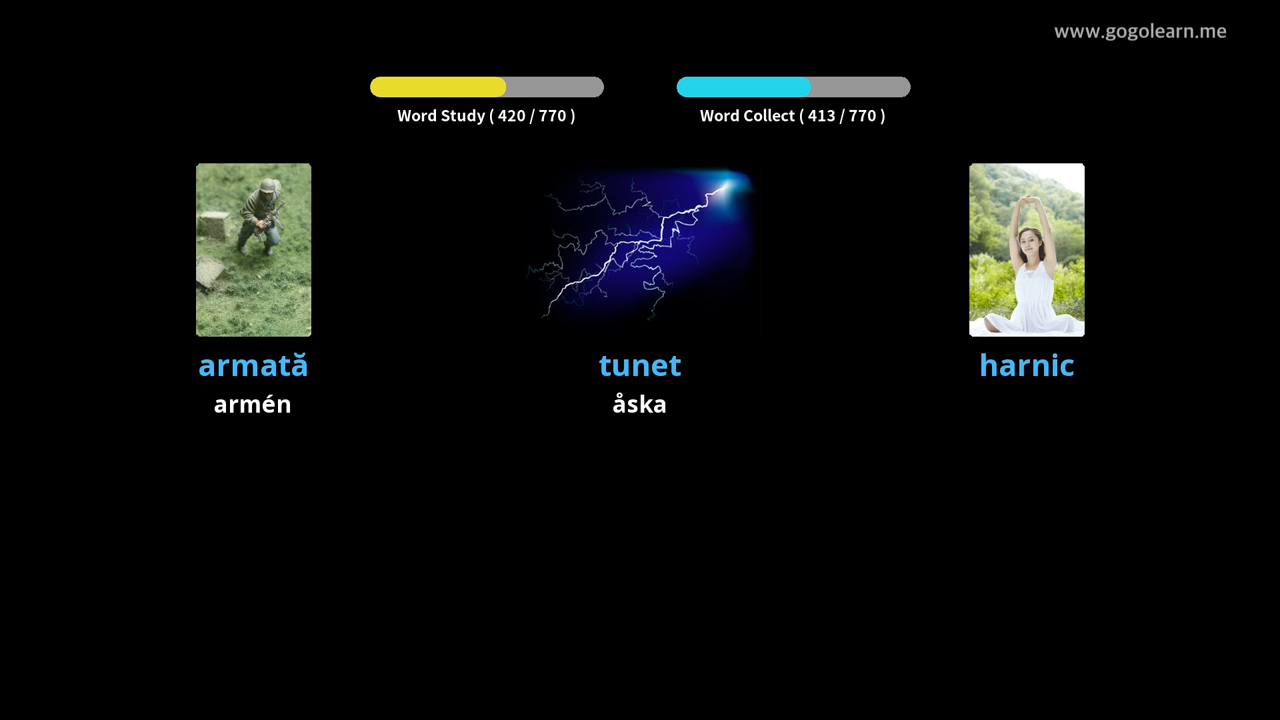 www.gogolearn.me
Word Study ( 420 / 770 )
Word Collect ( 413 / 770 )
armată
tunet
harnic
armén
åska